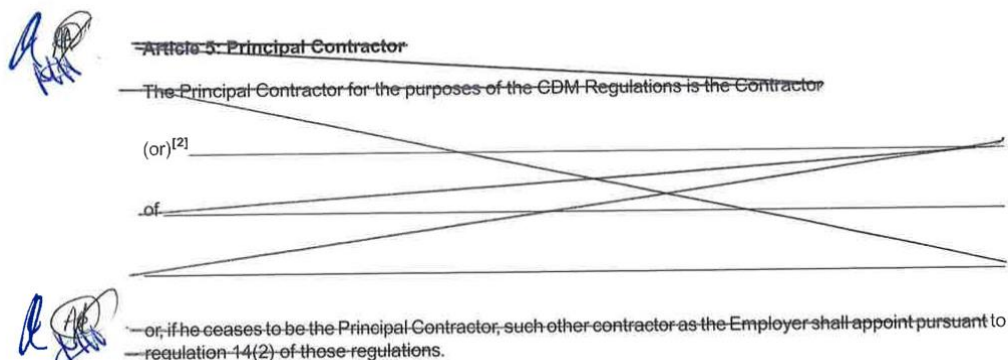 Article 5: Principal Contractor
The Principal Contractor for the purposes of the CDM Regulations is the Contractor
(or)[2]
of
or, if he ceases to be the Principal Contractor, such other contractor as the Employer shall appoint pursuant to
regulation 14(2) of those regulations.